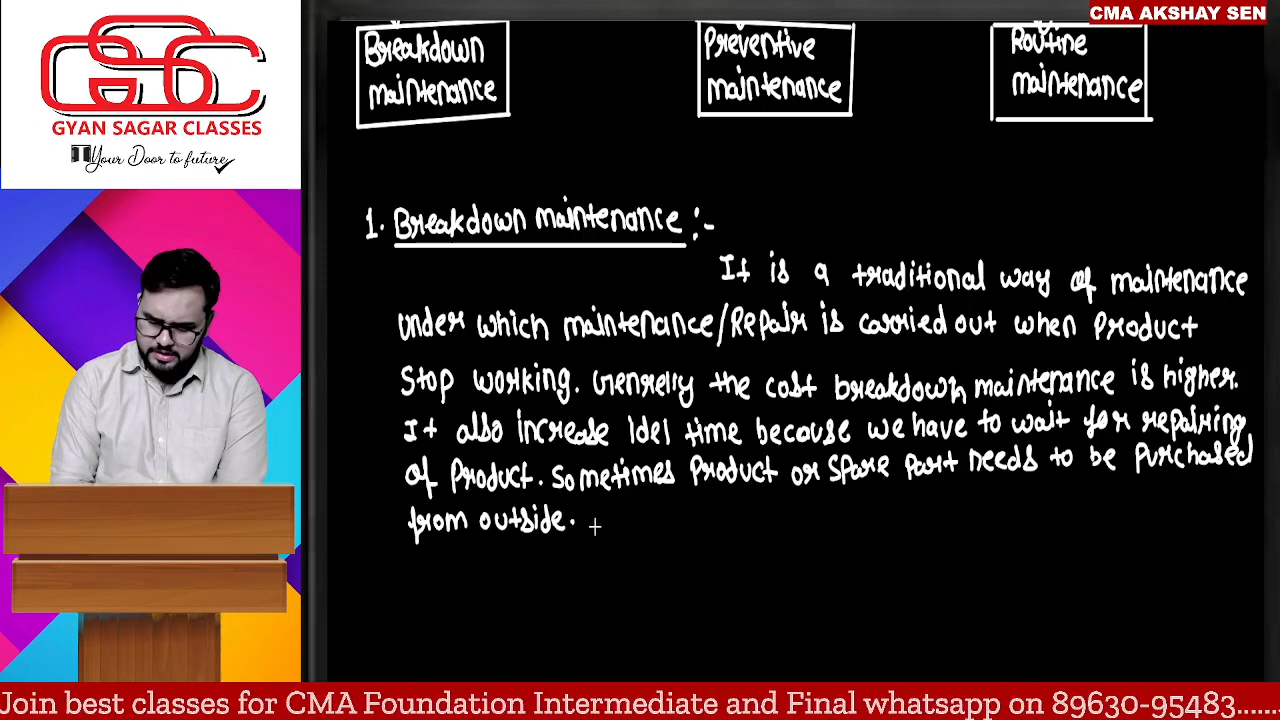 CMA AKSHAY SEN
GSC
GYAN SAGAR CLASSES
Your Door to future
Breakdown
maintenance
Preventive
maintenance
Routine
maintenance
1. Breakdown maintenance :-
It is a traditional way of maintenance
under which maintenance/Repair is carried out when Product
Stop working. Genrelly the cost breakdown maintenance is higher.
It also increase Idel time because we have to wait for repairing
of Product. Sometimes Product or Spare part needs to be purchased
from outside.
Join best classes for CMA Foundation Intermediate and Final whatsapp on 89630-95483......